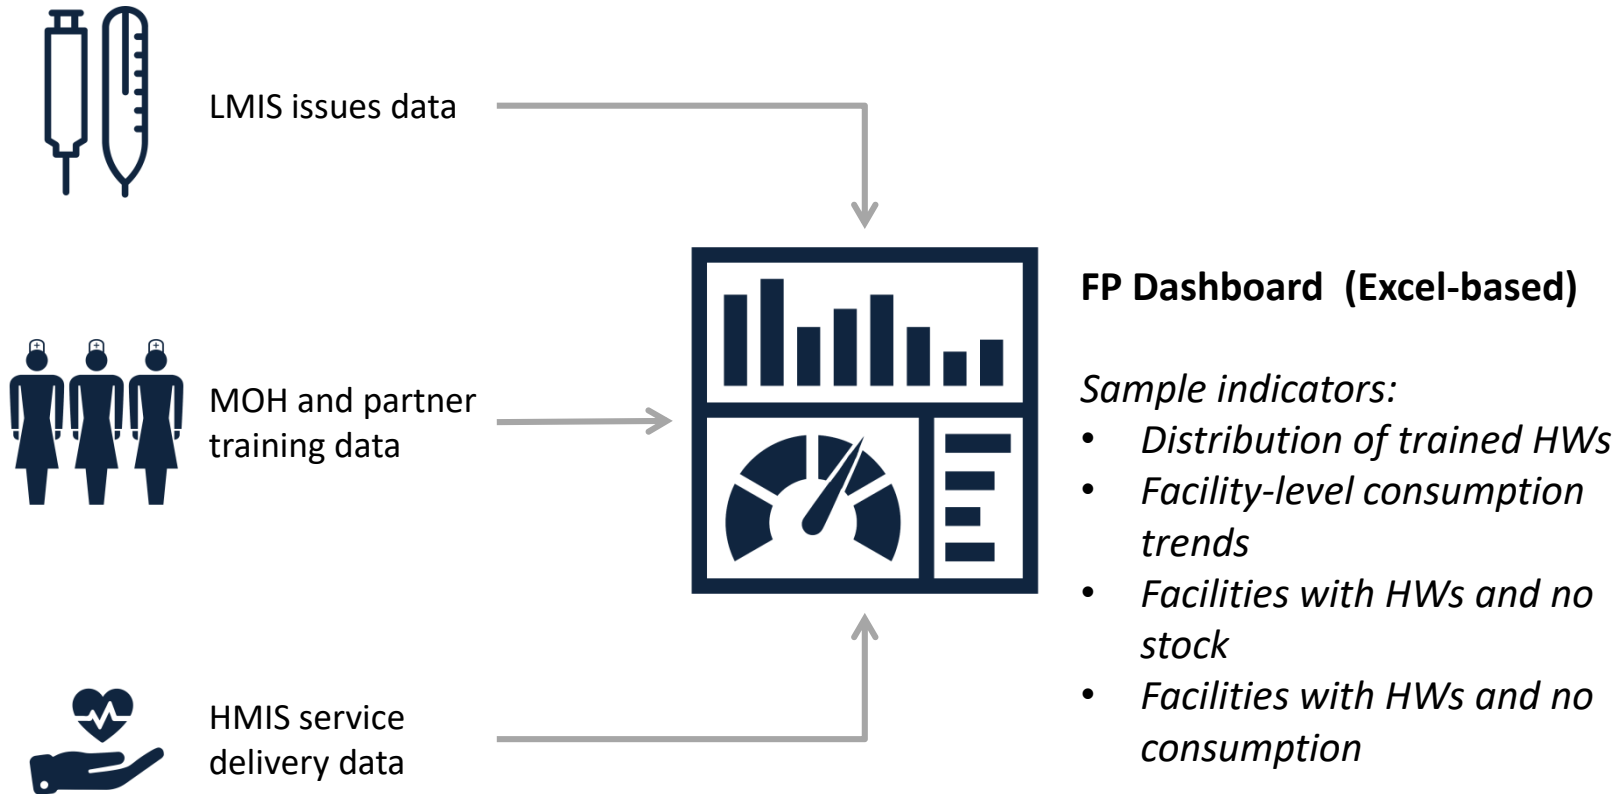 LMIS issues data
MOH and partner
training data
HMIS service
delivery data
FP Dashboard (Excel-based)
Sample indicators:
• Distribution of trained HWs
• Facility-level consumption
trends
• Facilities with HWs and no
stock
• Facilities with HWs and no
consumption